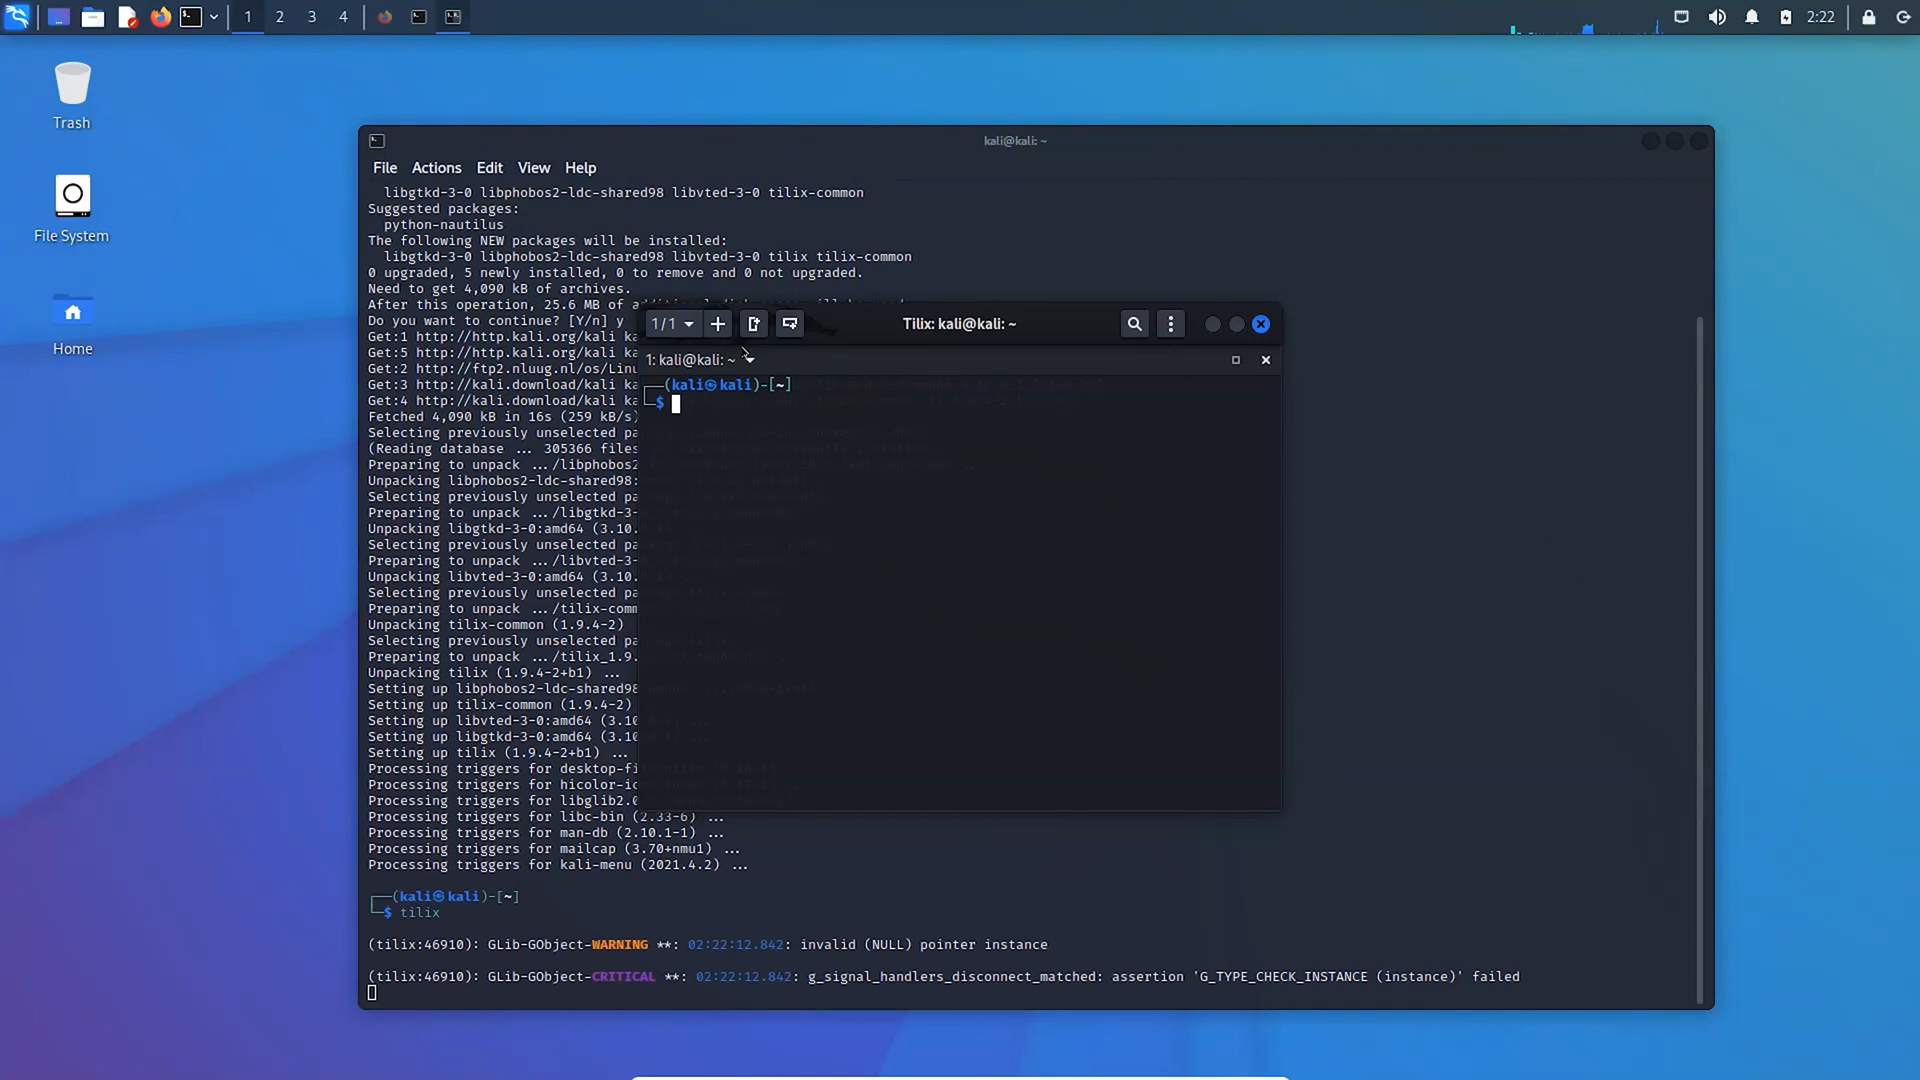 1 2 3 4 2:22
Trash
File System
Home
kali@kali: ~
File Actions Edit View Help
libgtkd-3-0 libphobos2-ldc-shared98 libvted-3-0 tilix-common
Suggested packages:
python-nautilus
The following NEW packages will be installed:
libgtkd-3-0 libphobos2-ldc-shared98 libvted-3-0 tilix tilix-common
0 upgraded, 5 newly installed, 0 to remove and 0 not upgraded.
Need to get 4,090 kB of archives.
After this operation, 25.6 MB of
Do you want to continue? [Y/n] y
Get:1 http://http.kali.org/kali
Get:5 http://http.kali.org/kali
Get:2 http://ftp2.nluug.nl/os/
Get:3 http://kali.download/kali
Get:4 http://kali.download/kali
Fetched 4,090 kB in 16s (259 kB/s)
Selecting previously unselected
(Reading database ... 305366 files
Preparing to unpack .../libphobos2
Unpacking libphobos2-ldc-shared98:
Selecting previously unselected
Preparing to unpack .../libgtkd-3
Unpacking libgtkd-3-0:amd64 (3.10.
Selecting previously unselected
Preparing to unpack .../libvted-3-
Unpacking libvted-3-0:amd64 (3.10.
Selecting previously unselected
Preparing to unpack .../tilix-com
Unpacking tilix-common (1.9.4-2)
Selecting previously unselected
Preparing to unpack .../tilix_1.9.
Unpacking tilix (1.9.4-2+b1) ...
Setting up libphobos2-ldc-shared98
Setting up tilix-common (1.9.4-2)
Setting up libvted-3-0:amd64 (3.10
Setting up libgtkd-3-0:amd64 (3.10
Setting up tilix (1.9.4-2+b1) ...
Processing triggers for desktop-fi
Processing triggers for hicolor-ic
Processing triggers for libglib2.0
Processing triggers for libc-bin (2.33-6) ...
Processing triggers for man-db (2.10.1-1) ...
Processing triggers for mailcap (3.70+nmu1) ...
Processing triggers for kali-menu (2021.4.2) ...
┌──(kali㉿kali)-[~]
└─$ tilix
(tilix:46910): GLib-GObject-WARNING **: 02:22:12.842: invalid (NULL) pointer instance
(tilix:46910): GLib-GObject-CRITICAL **: 02:22:12.842: g_signal_handlers_disconnect_matched: assertion 'G_TYPE_CHECK_INSTANCE (instance)' failed
1/1 Tilix: kali@kali: ~
1: kali@kali: ~
┌──(kali㉿kali)-[~]
└─$